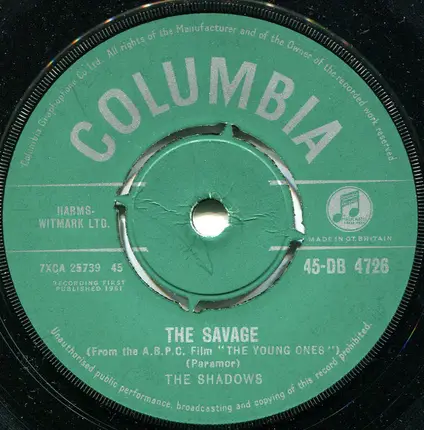 Columbia Graphophone Co Ltd. All rights of the Manufacturer and of the Owner of the recorded work reserved
COLUMBIA
HARMS-
WITMARK LTD.
MADE IN GT. BRITAIN
7XCA 25739 45
45-DB 4726
RECORDING FIRST
PUBLISHED 1961
THE SAVAGE
(From the A.B.P.C. Film "THE YOUNG ONES")
(Paramor)
THE SHADOWS
Unauthorised public performance, broadcasting and copying of this record prohibited.